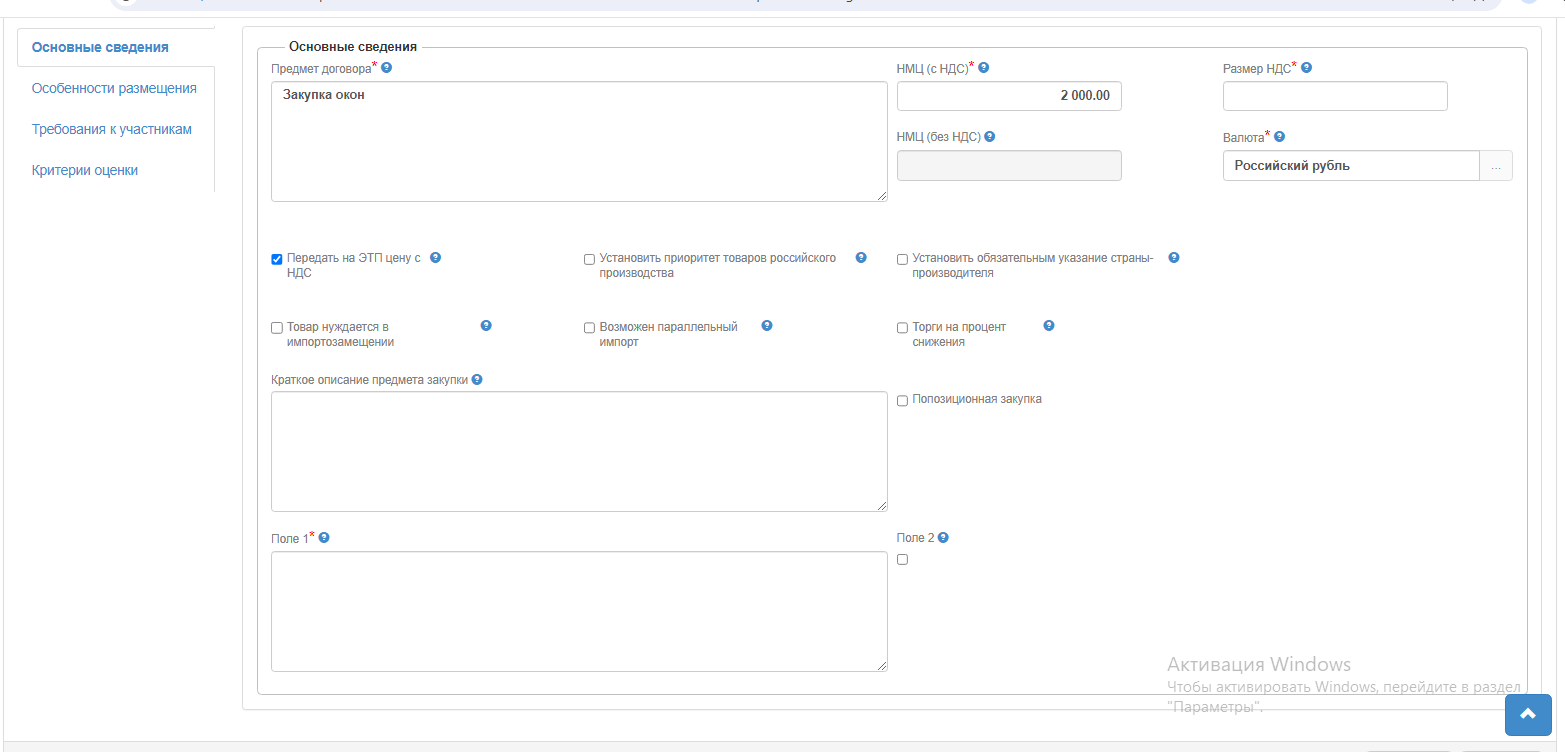 Основные сведения
Особенности размещения
Требования к участникам
Критерии оценки
Основные сведения
Предмет договора*
Закупка окон
НМЦ (с НДС)*
2 000.00
Размер НДС*
НМЦ (без НДС)
Валюта*
Российский рубль
...
Передать на ЭТП цену с
НДС
Установить приоритет товаров российского
производства
Установить обязательным указание страны-
производителя
Товар нуждается в
импортозамещении
Возможен параллельный
импорт
Торги на процент
снижения
Краткое описание предмета закупки
Попозиционная закупка
Поле 1*
Поле 2
Активация Windows
Чтобы активировать Windows, перейдите в раздел
"Параметры".